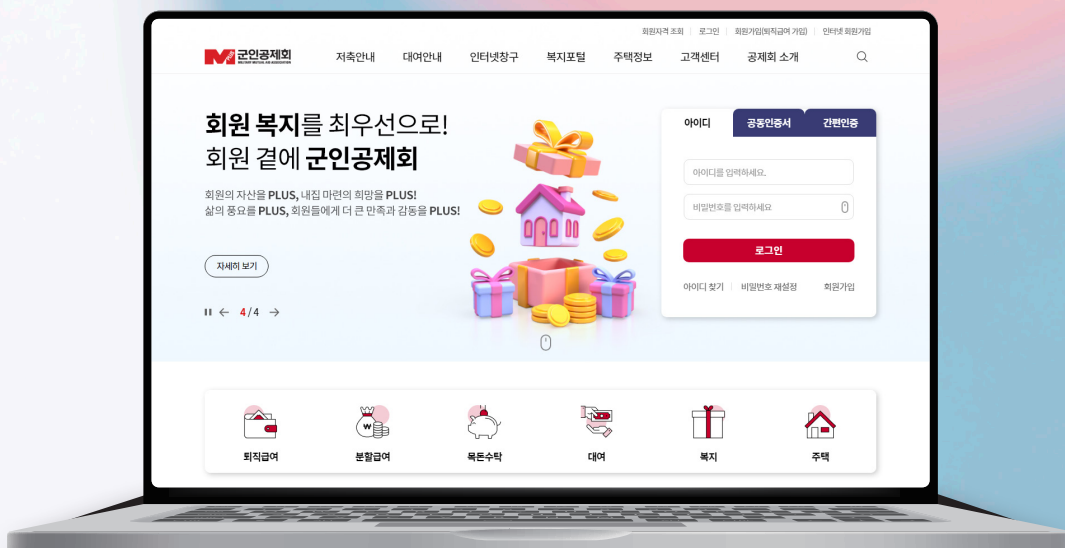 회원자격 조회 로그인 회원가입(퇴직급여 가입) 인터넷 회원가입
M PLUS 군인공제회
MILITARY MUTUAL AID ASSOCIATION
저축안내 대여안내 인터넷창구 복지포털 주택정보 고객센터 공제회 소개
회원 복지를 최우선으로!
회원 곁에 군인공제회
회원의 자산을 PLUS, 내집 마련의 희망을 PLUS!
삶의 풍요를 PLUS, 회원들에게 더 큰 만족과 감동을 PLUS!
자세히 보기
4 / 4
아이디 공동인증서 간편인증
아이디를 입력하세요.
비밀번호를 입력하세요
로그인
아이디 찾기 비밀번호 재설정 회원가입
퇴직급여 분할급여 목돈수탁 대여 복지 주택